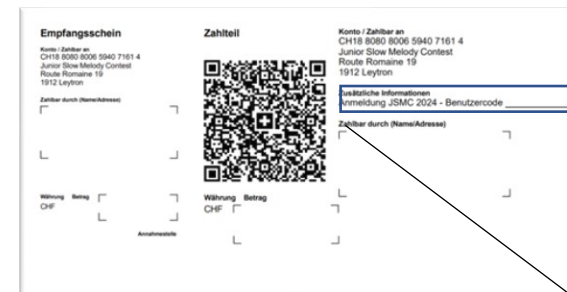 Empfangsschein
Konto / Zahlbar an
CH18 8080 8006 5940 7161 4
Junior Slow Melody Contest
Route Romaine 19
1912 Leytron
Zahlbar durch (Name/Adresse)
Währung Betrag
CHF
Annahmestelle
Zahlteil
Währung Betrag
CHF
Konto / Zahlbar an
CH18 8080 8006 5940 7161 4
Junior Slow Melody Contest
Route Romaine 19
1912 Leytron
Zusätzliche Informationen
Anmeldung JSMC 2024 - Benutzercode ____________
Zahlbar durch (Name/Adresse)